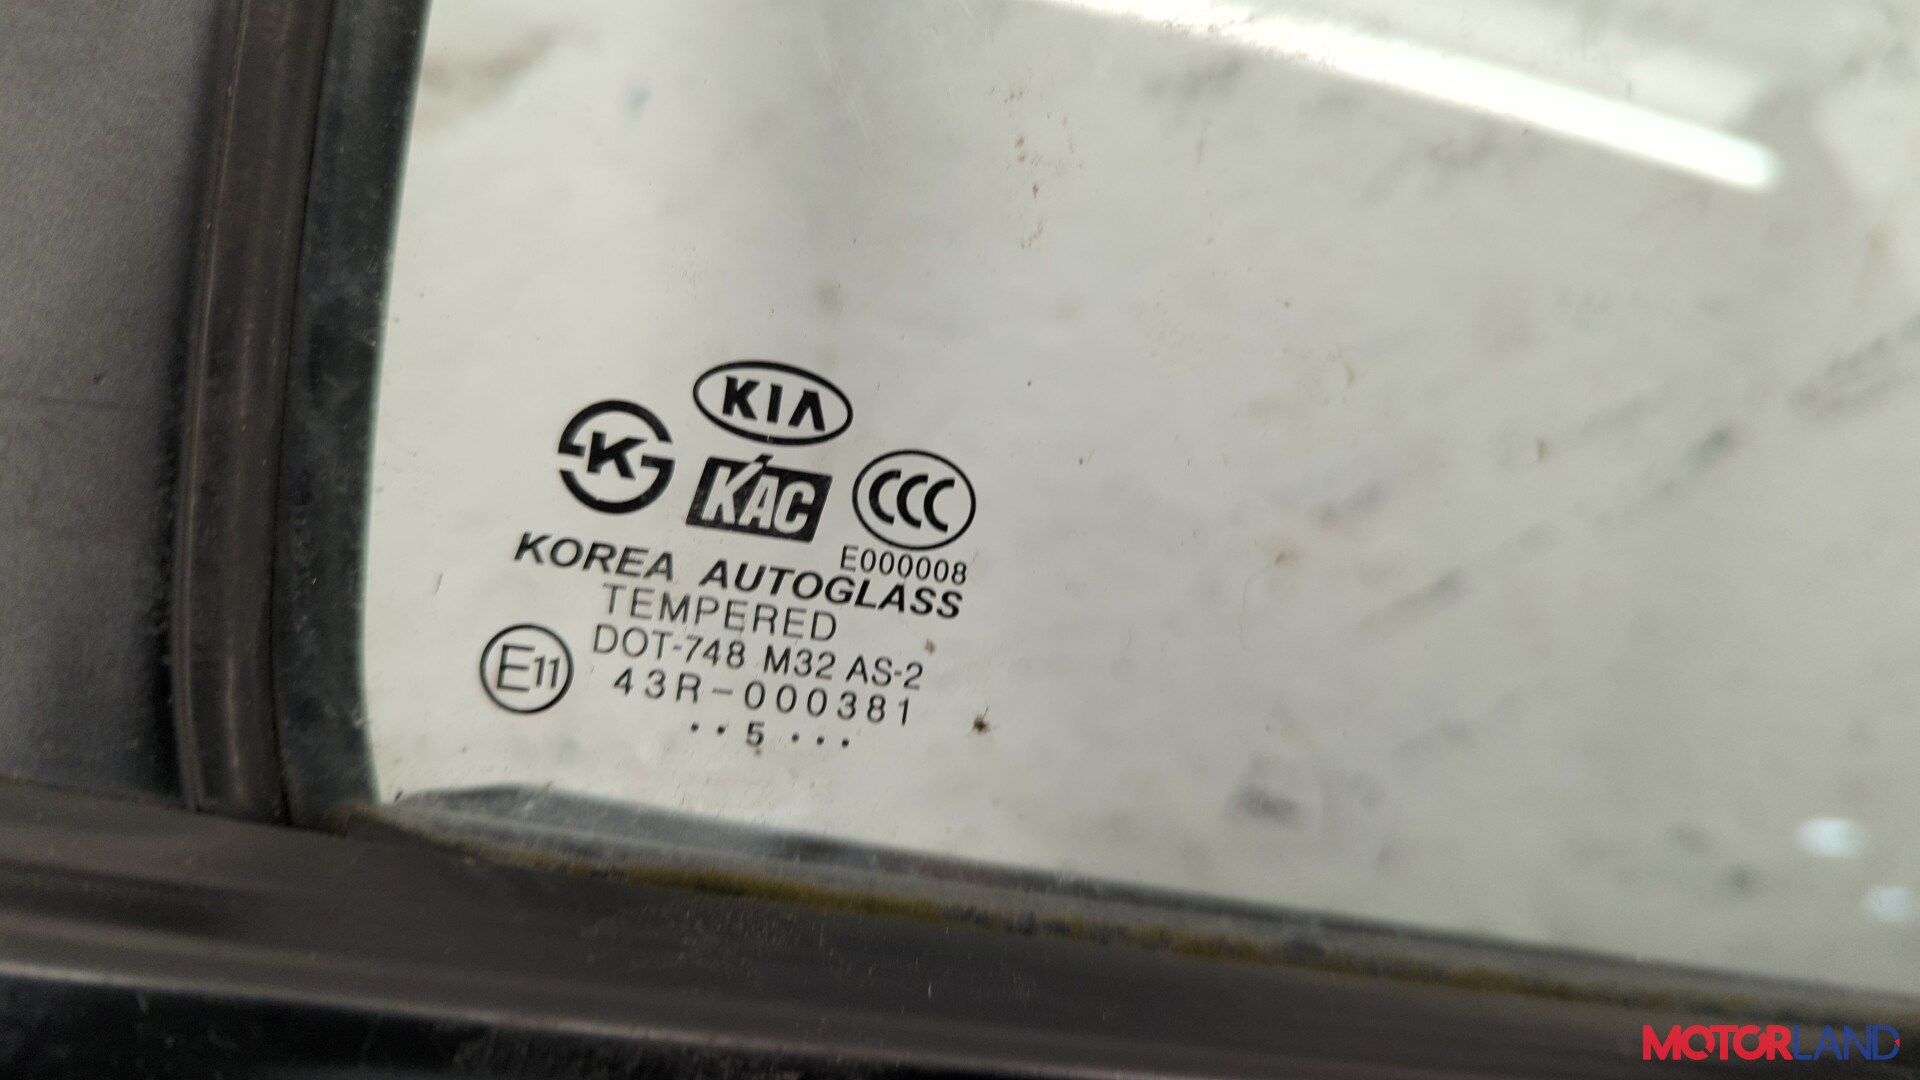 KIA
K
KAC
CCC
E000008
KOREA AUTOGLASS
TEMPERED
DOT-748 M32 AS-2
E11
43R-000381
..5...
MOTORLAND